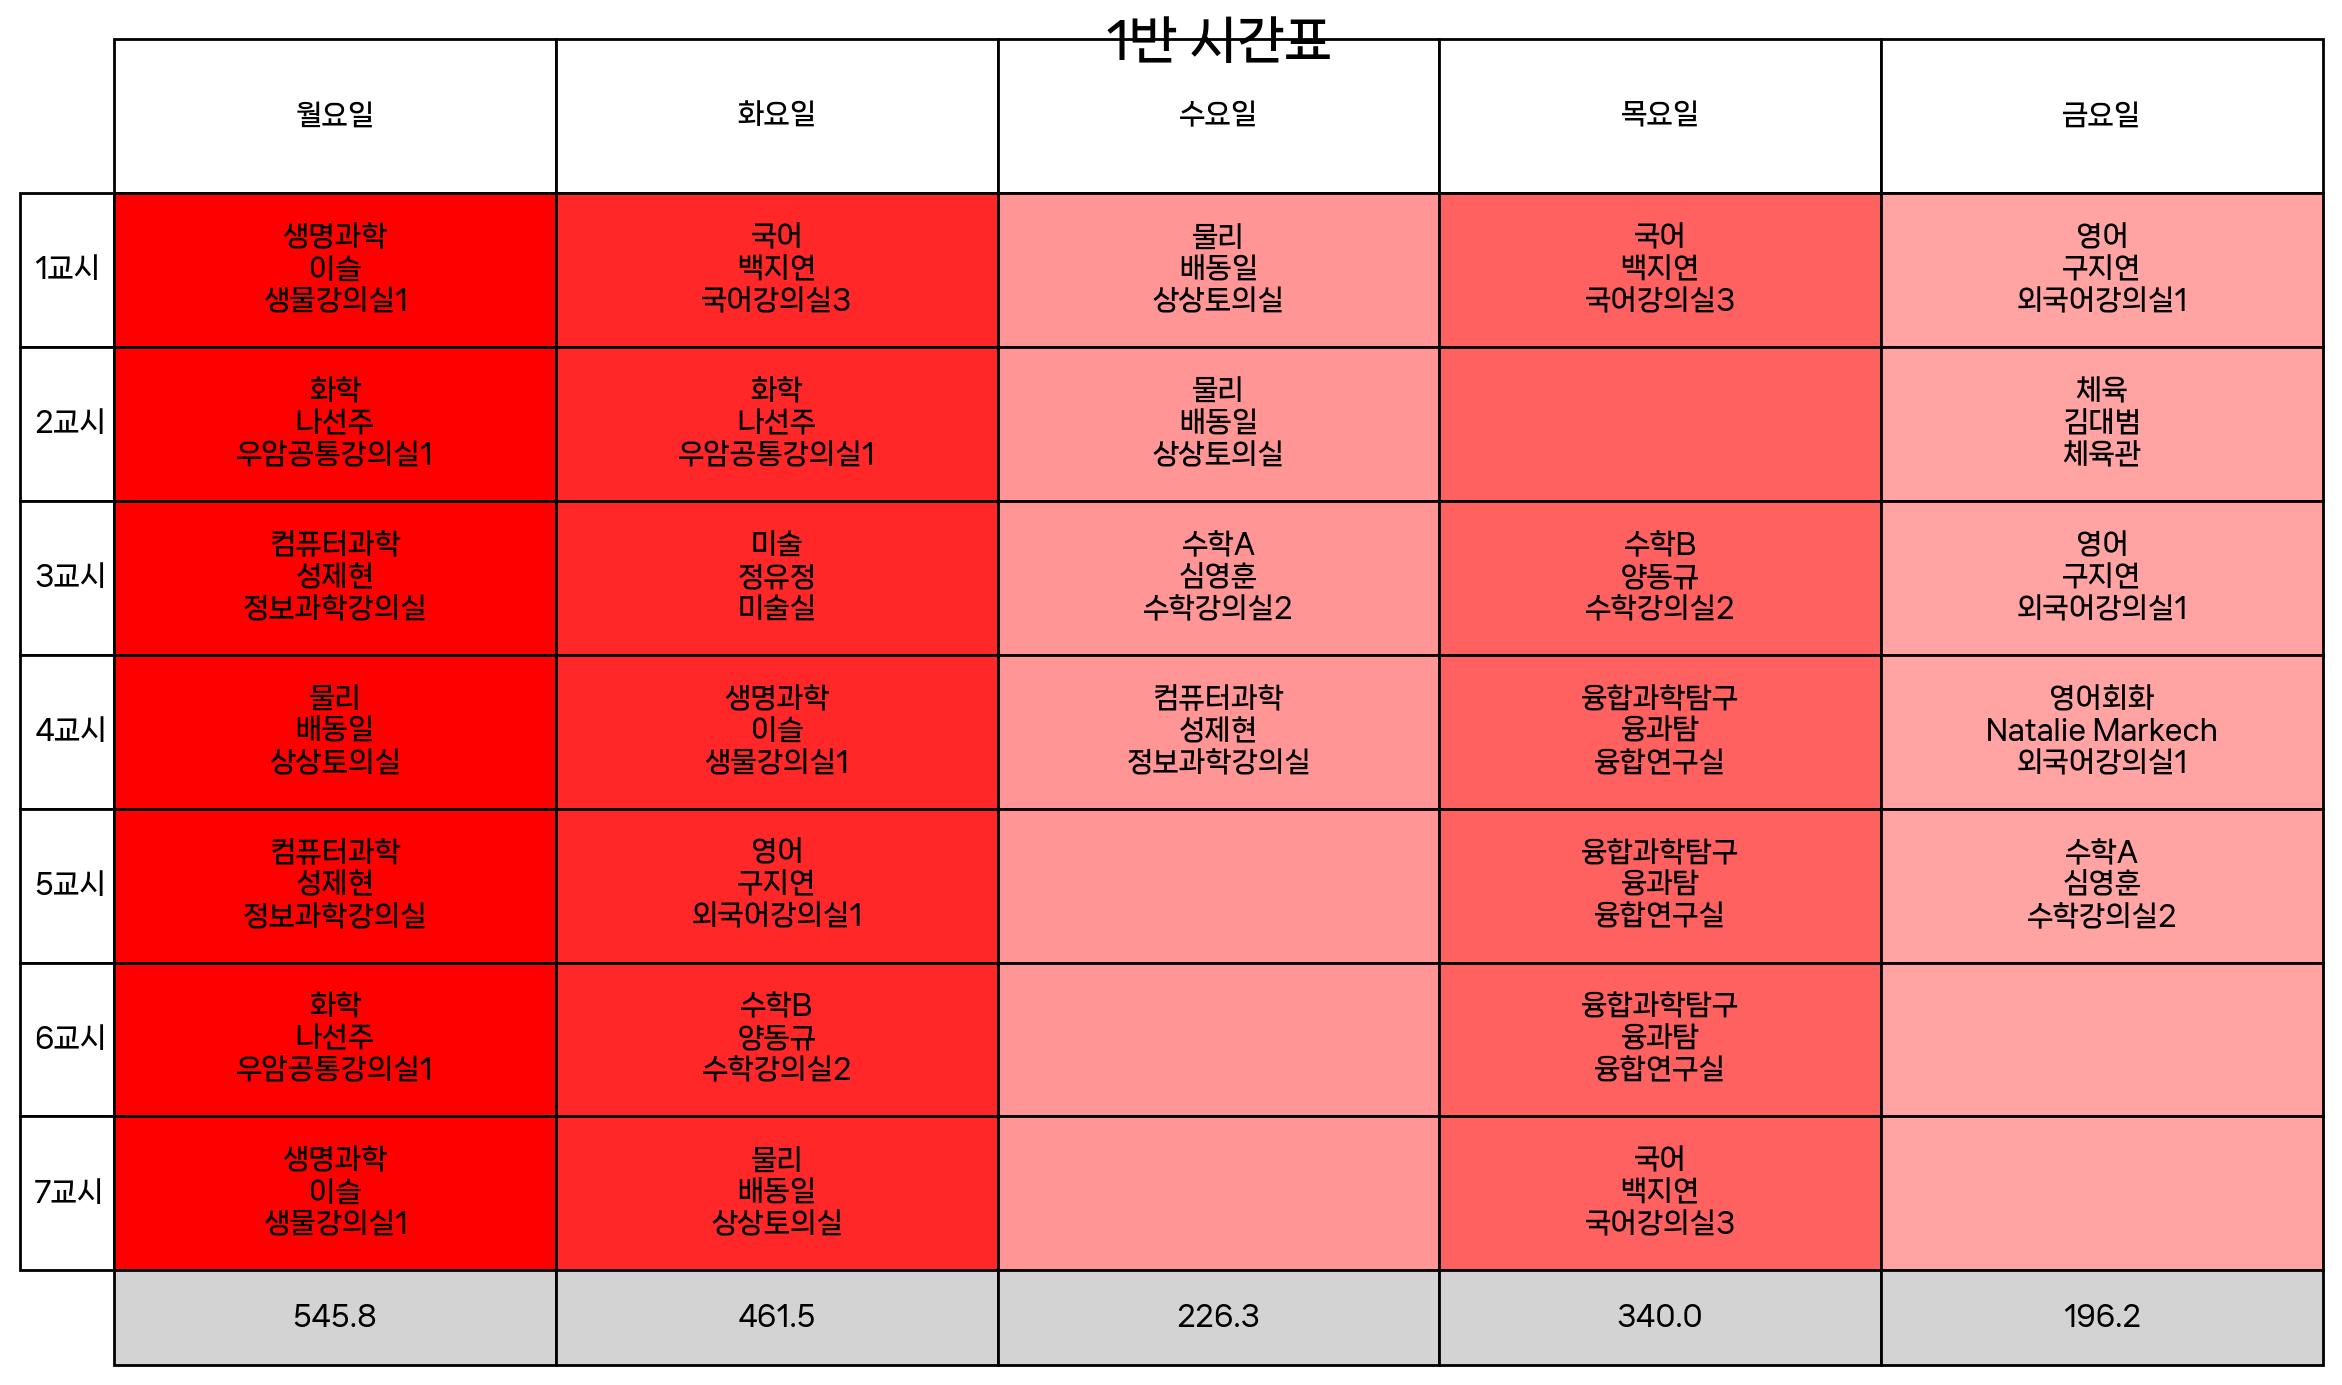 1반 시간표
월요일 화요일 수요일 목요일 금요일
1교시
생명과학 국어 물리 국어 영어
이슬 백지연 배동일 백지연 구지연
생물강의실1 국어강의실3 상상토의실 국어강의실3 외국어강의실1
2교시
화학 화학 물리 체육
나선주 나선주 배동일 김대범
우암공통강의실1 우암공통강의실1 상상토의실 체육관
3교시
컴퓨터과학 미술 수학A 수학B 영어
성제현 정유정 심영훈 양동규 구지연
정보과학강의실 미술실 수학강의실2 수학강의실2 외국어강의실1
4교시
물리 생명과학 컴퓨터과학 융합과학탐구 영어회화
배동일 이슬 성제현 융과탐 Natalie Markech
상상토의실 생물강의실1 정보과학강의실 융합연구실 외국어강의실1
5교시
컴퓨터과학 영어 융합과학탐구 수학A
성제현 구지연 융과탐 심영훈
정보과학강의실 외국어강의실1 융합연구실 수학강의실2
6교시
화학 수학B 융합과학탐구
나선주 양동규 융과탐
우암공통강의실1 수학강의실2 융합연구실
7교시
생명과학 물리 국어
이슬 배동일 백지연
생물강의실1 상상토의실 국어강의실3
545.8 461.5 226.3 340.0 196.2